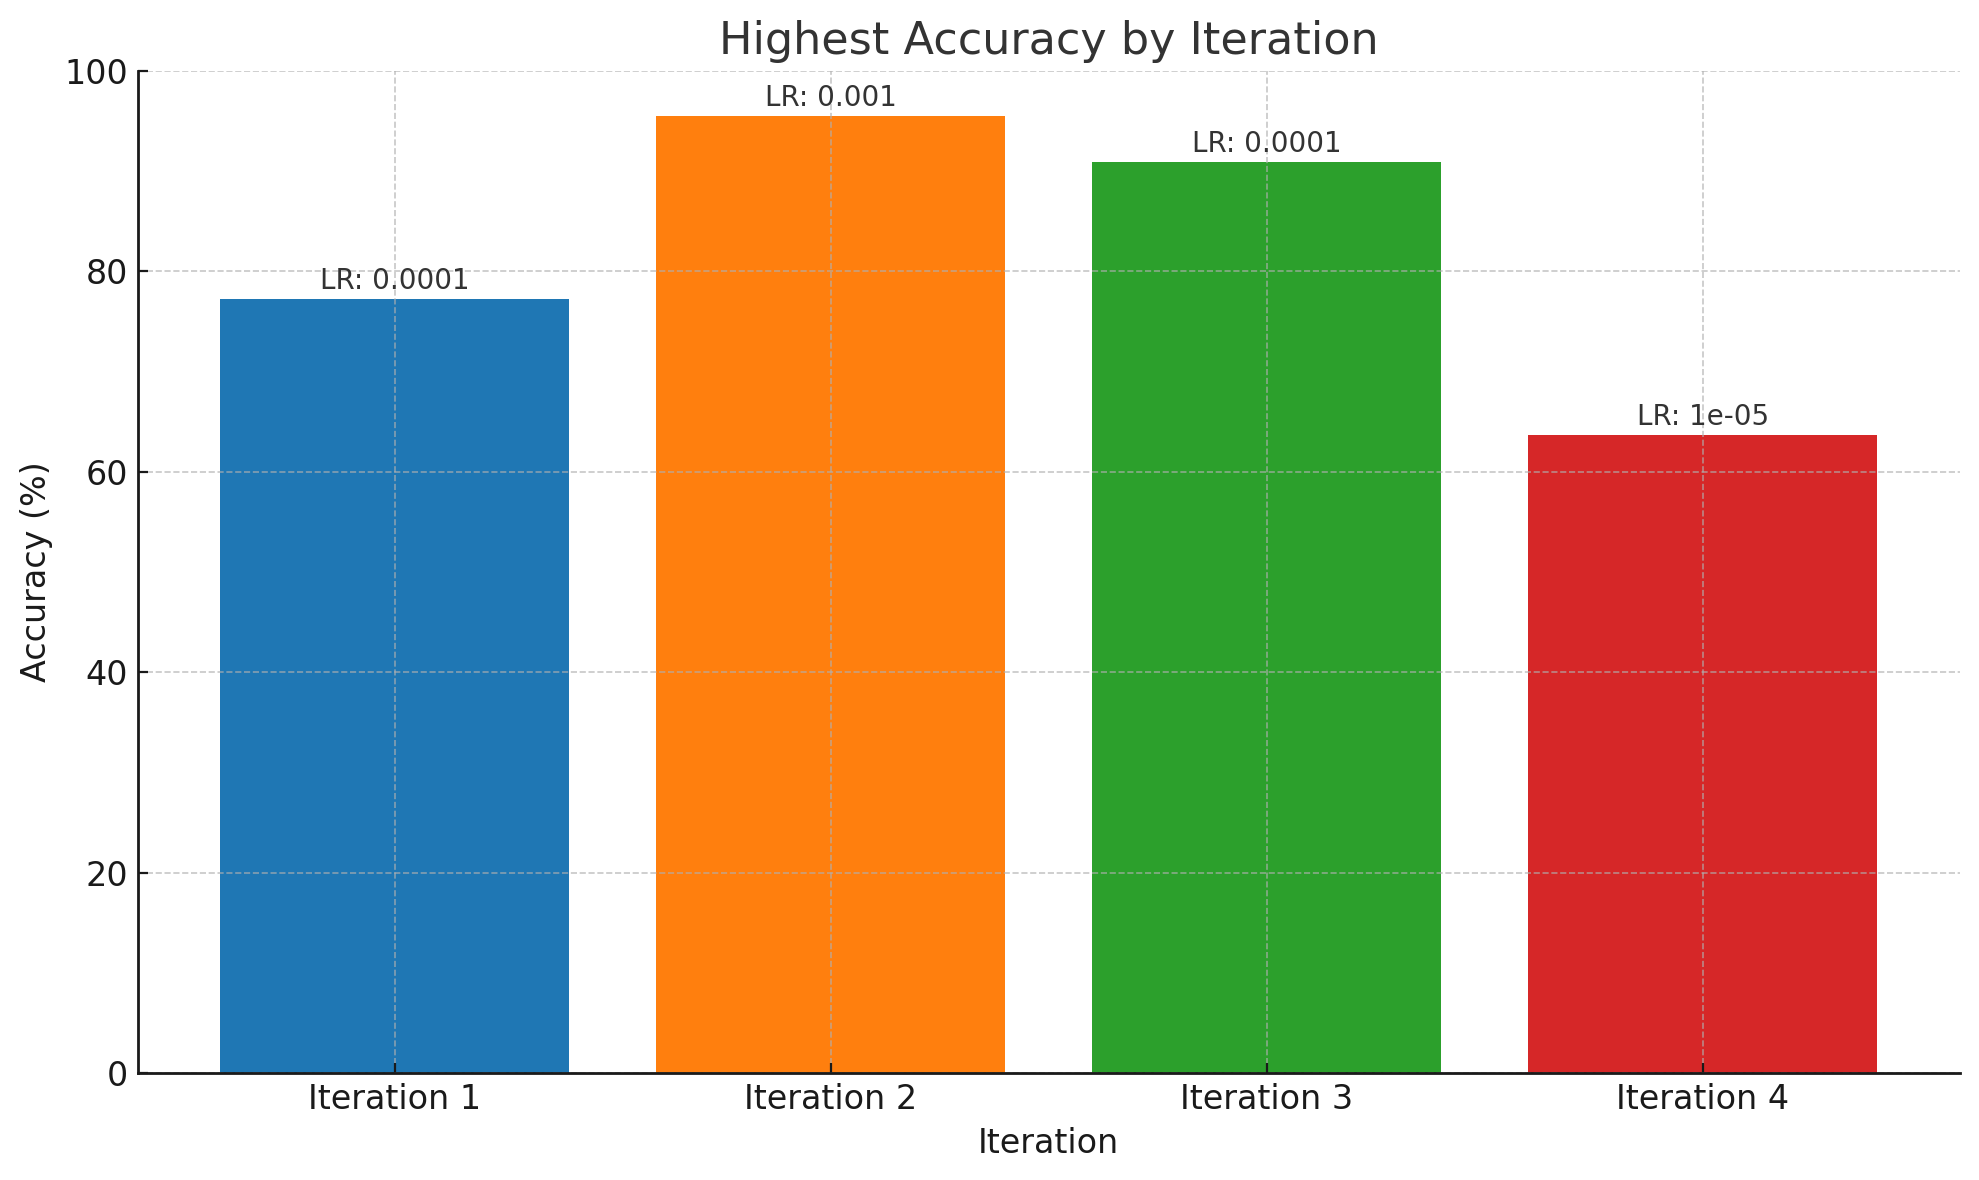 Highest Accuracy by Iteration
100
80
60
40
20
0
Accuracy (%)
LR: 0.0001
LR: 0.001
LR: 0.0001
LR: 1e-05
Iteration 1
Iteration 2
Iteration 3
Iteration 4
Iteration